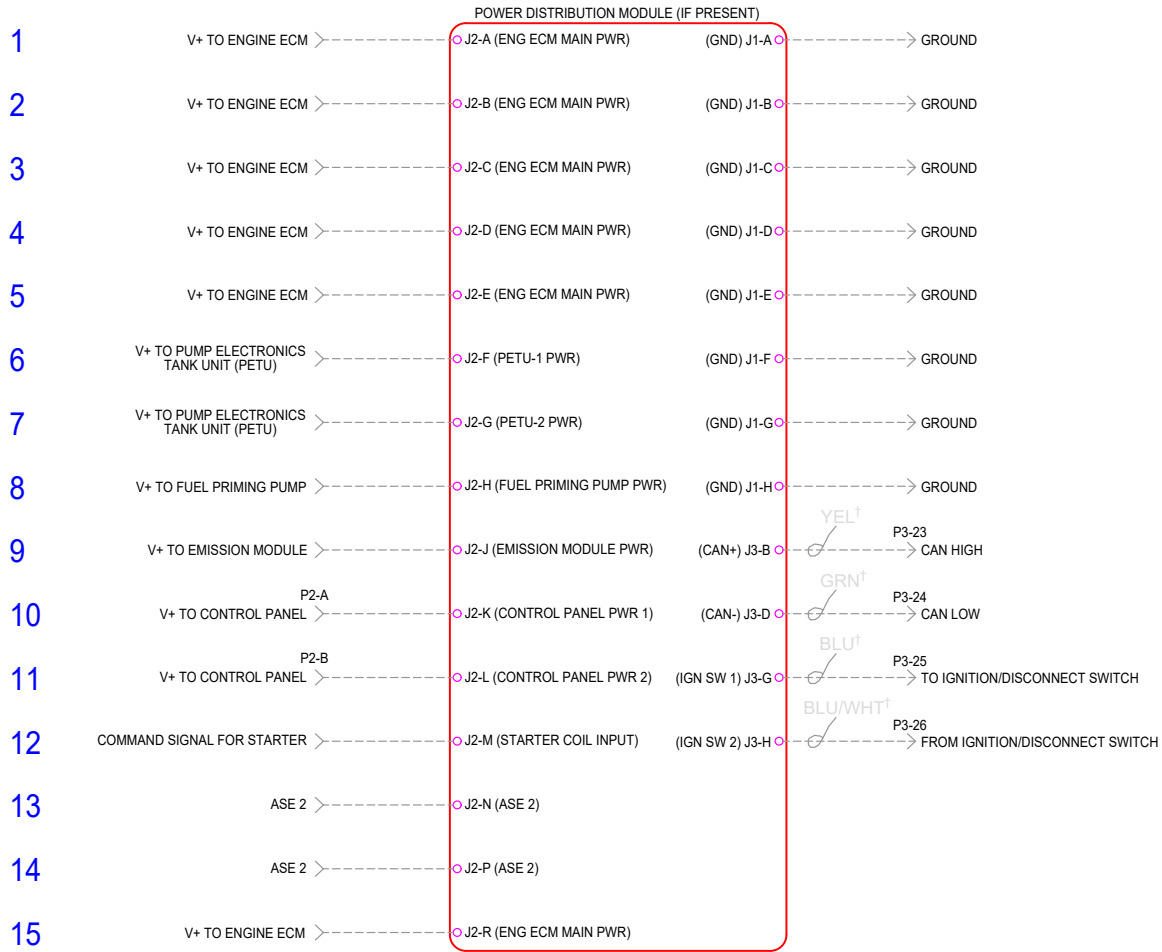 POWER DISTRIBUTION MODULE (IF PRESENT)
1 V+ TO ENGINE ECM J2-A (ENG ECM MAIN PWR) (GND) J1-A GROUND
2 V+ TO ENGINE ECM J2-B (ENG ECM MAIN PWR) (GND) J1-B GROUND
3 V+ TO ENGINE ECM J2-C (ENG ECM MAIN PWR) (GND) J1-C GROUND
4 V+ TO ENGINE ECM J2-D (ENG ECM MAIN PWR) (GND) J1-D GROUND
5 V+ TO ENGINE ECM J2-E (ENG ECM MAIN PWR) (GND) J1-E GROUND
V+ TO PUMP ELECTRONICS
6 TANK UNIT (PETU) J2-F (PETU-1 PWR) (GND) J1-F GROUND
V+ TO PUMP ELECTRONICS
7 TANK UNIT (PETU) J2-G (PETU-2 PWR) (GND) J1-G GROUND
8 V+ TO FUEL PRIMING PUMP J2-H (FUEL PRIMING PUMP PWR) (GND) J1-H GROUND
YEL† P3-23
9 V+ TO EMISSION MODULE J2-J (EMISSION MODULE PWR) (CAN+) J3-B CAN HIGH
P2-A GRN† P3-24
10 V+ TO CONTROL PANEL J2-K (CONTROL PANEL PWR 1) (CAN-) J3-D CAN LOW
P2-B BLU† P3-25
11 V+ TO CONTROL PANEL J2-L (CONTROL PANEL PWR 2) (IGN SW 1) J3-G TO IGNITION/DISCONNECT SWITCH
BLU/WHT† P3-26
12 COMMAND SIGNAL FOR STARTER J2-M (STARTER COIL INPUT) (IGN SW 2) J3-H FROM IGNITION/DISCONNECT SWITCH
13 ASE 2 J2-N (ASE 2)
14 ASE 2 J2-P (ASE 2)
15 V+ TO ENGINE ECM J2-R (ENG ECM MAIN PWR)